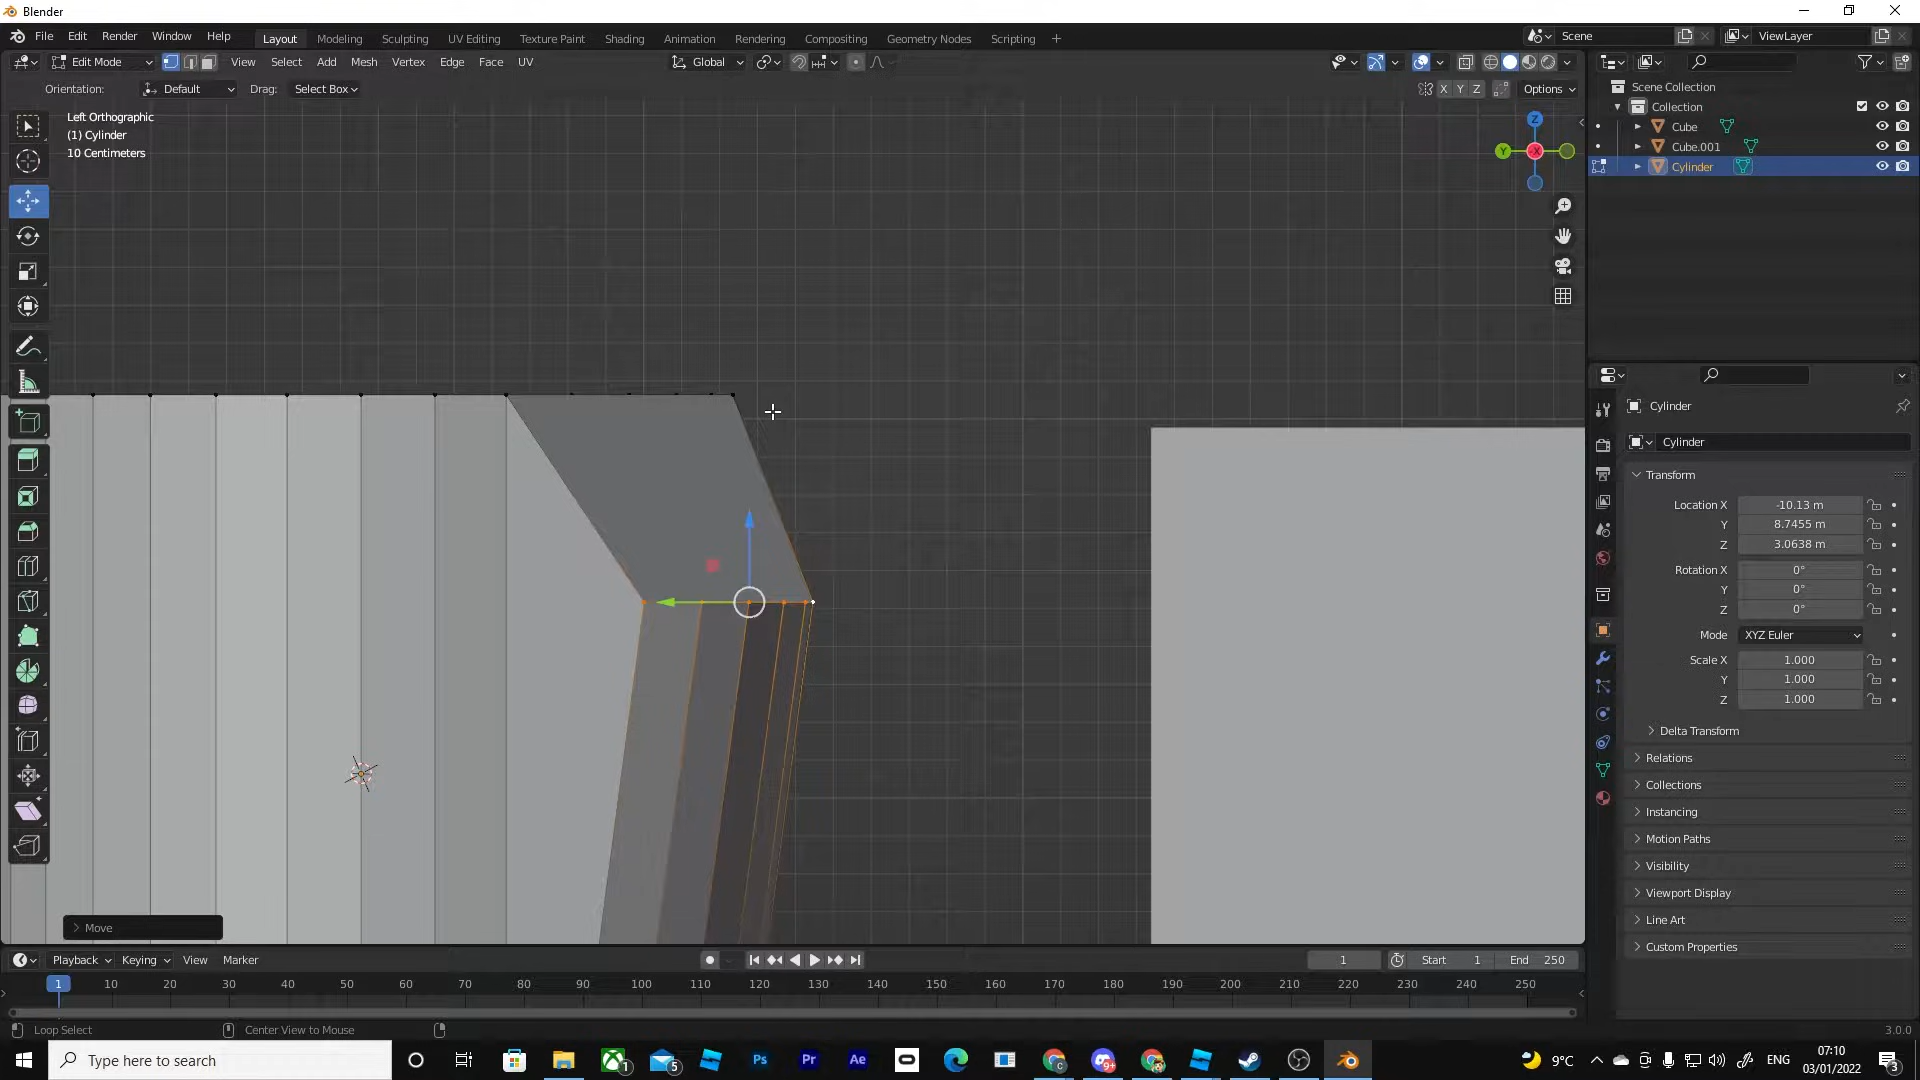 Blender
File Edit Render Window Help Layout Modeling Sculpting UV Editing Texture Paint Shading Animation Rendering Compositing Geometry Nodes Scripting + Scene ViewLayer
Edit Mode View Select Add Mesh Vertex Edge Face UV Global
Orientation: Default Drag: Select Box X Y Z Options
Left Orthographic
(1) Cylinder
10 Centimeters
Z
Y
-X
Scene Collection
Collection
Cube
Cube.001
Cylinder
Cylinder
Cylinder
Transform
Location X -10.13 m
Y 8.7455 m
Z 3.0638 m
Rotation X 0°
Y 0°
Z 0°
Mode XYZ Euler
Scale X 1.000
Y 1.000
Z 1.000
Delta Transform
Relations
Collections
Instancing
Motion Paths
Visibility
Viewport Display
Line Art
Custom Properties
Move
Playback Keying View Marker 1 Start 1 End 250
1 10 20 30 40 50 60 70 80 90 100 110 120 130 140 150 160 170 180 190 200 210 220 230 240 250
Loop Select Center View to Mouse 3.0.0
Type here to search 1 5 Ps Pr Ae 9+ 9°C ENG 07:10
03/01/2022 3